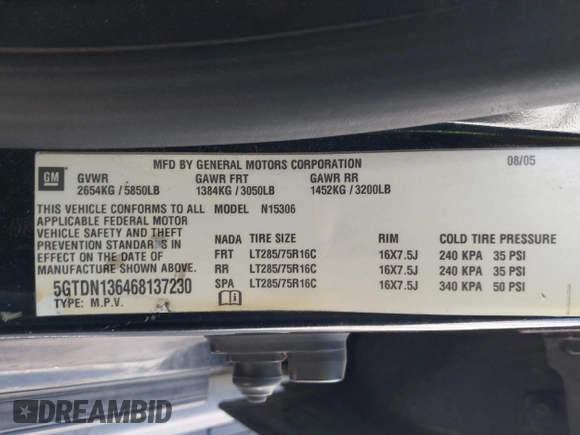 MFD BY GENERAL MOTORS CORPORATION 08/05
GM GVWR GAWR FRT GAWR RR
2654KG / 5850LB 1384KG / 3050LB 1452KG / 3200LB
THIS VEHICLE CONFORMS TO ALL MODEL N15306
APPLICABLE FEDERAL MOTOR
VEHICLE SAFETY AND THEFT
PREVENTION STANDARDS IN NADA TIRE SIZE RIM COLD TIRE PRESSURE
EFFECT ON THE DATE OF FRT LT285/75R16C 16X7.5J 240 KPA 35 PSI
MANUFACTURE SHOWN ABOVE. RR LT285/75R16C 16X7.5J 240 KPA 35 PSI
5GTDN136468137230 SPA LT285/75R16C 16X7.5J 340 KPA 50 PSI
TYPE: M.P.V.
DREAMBID